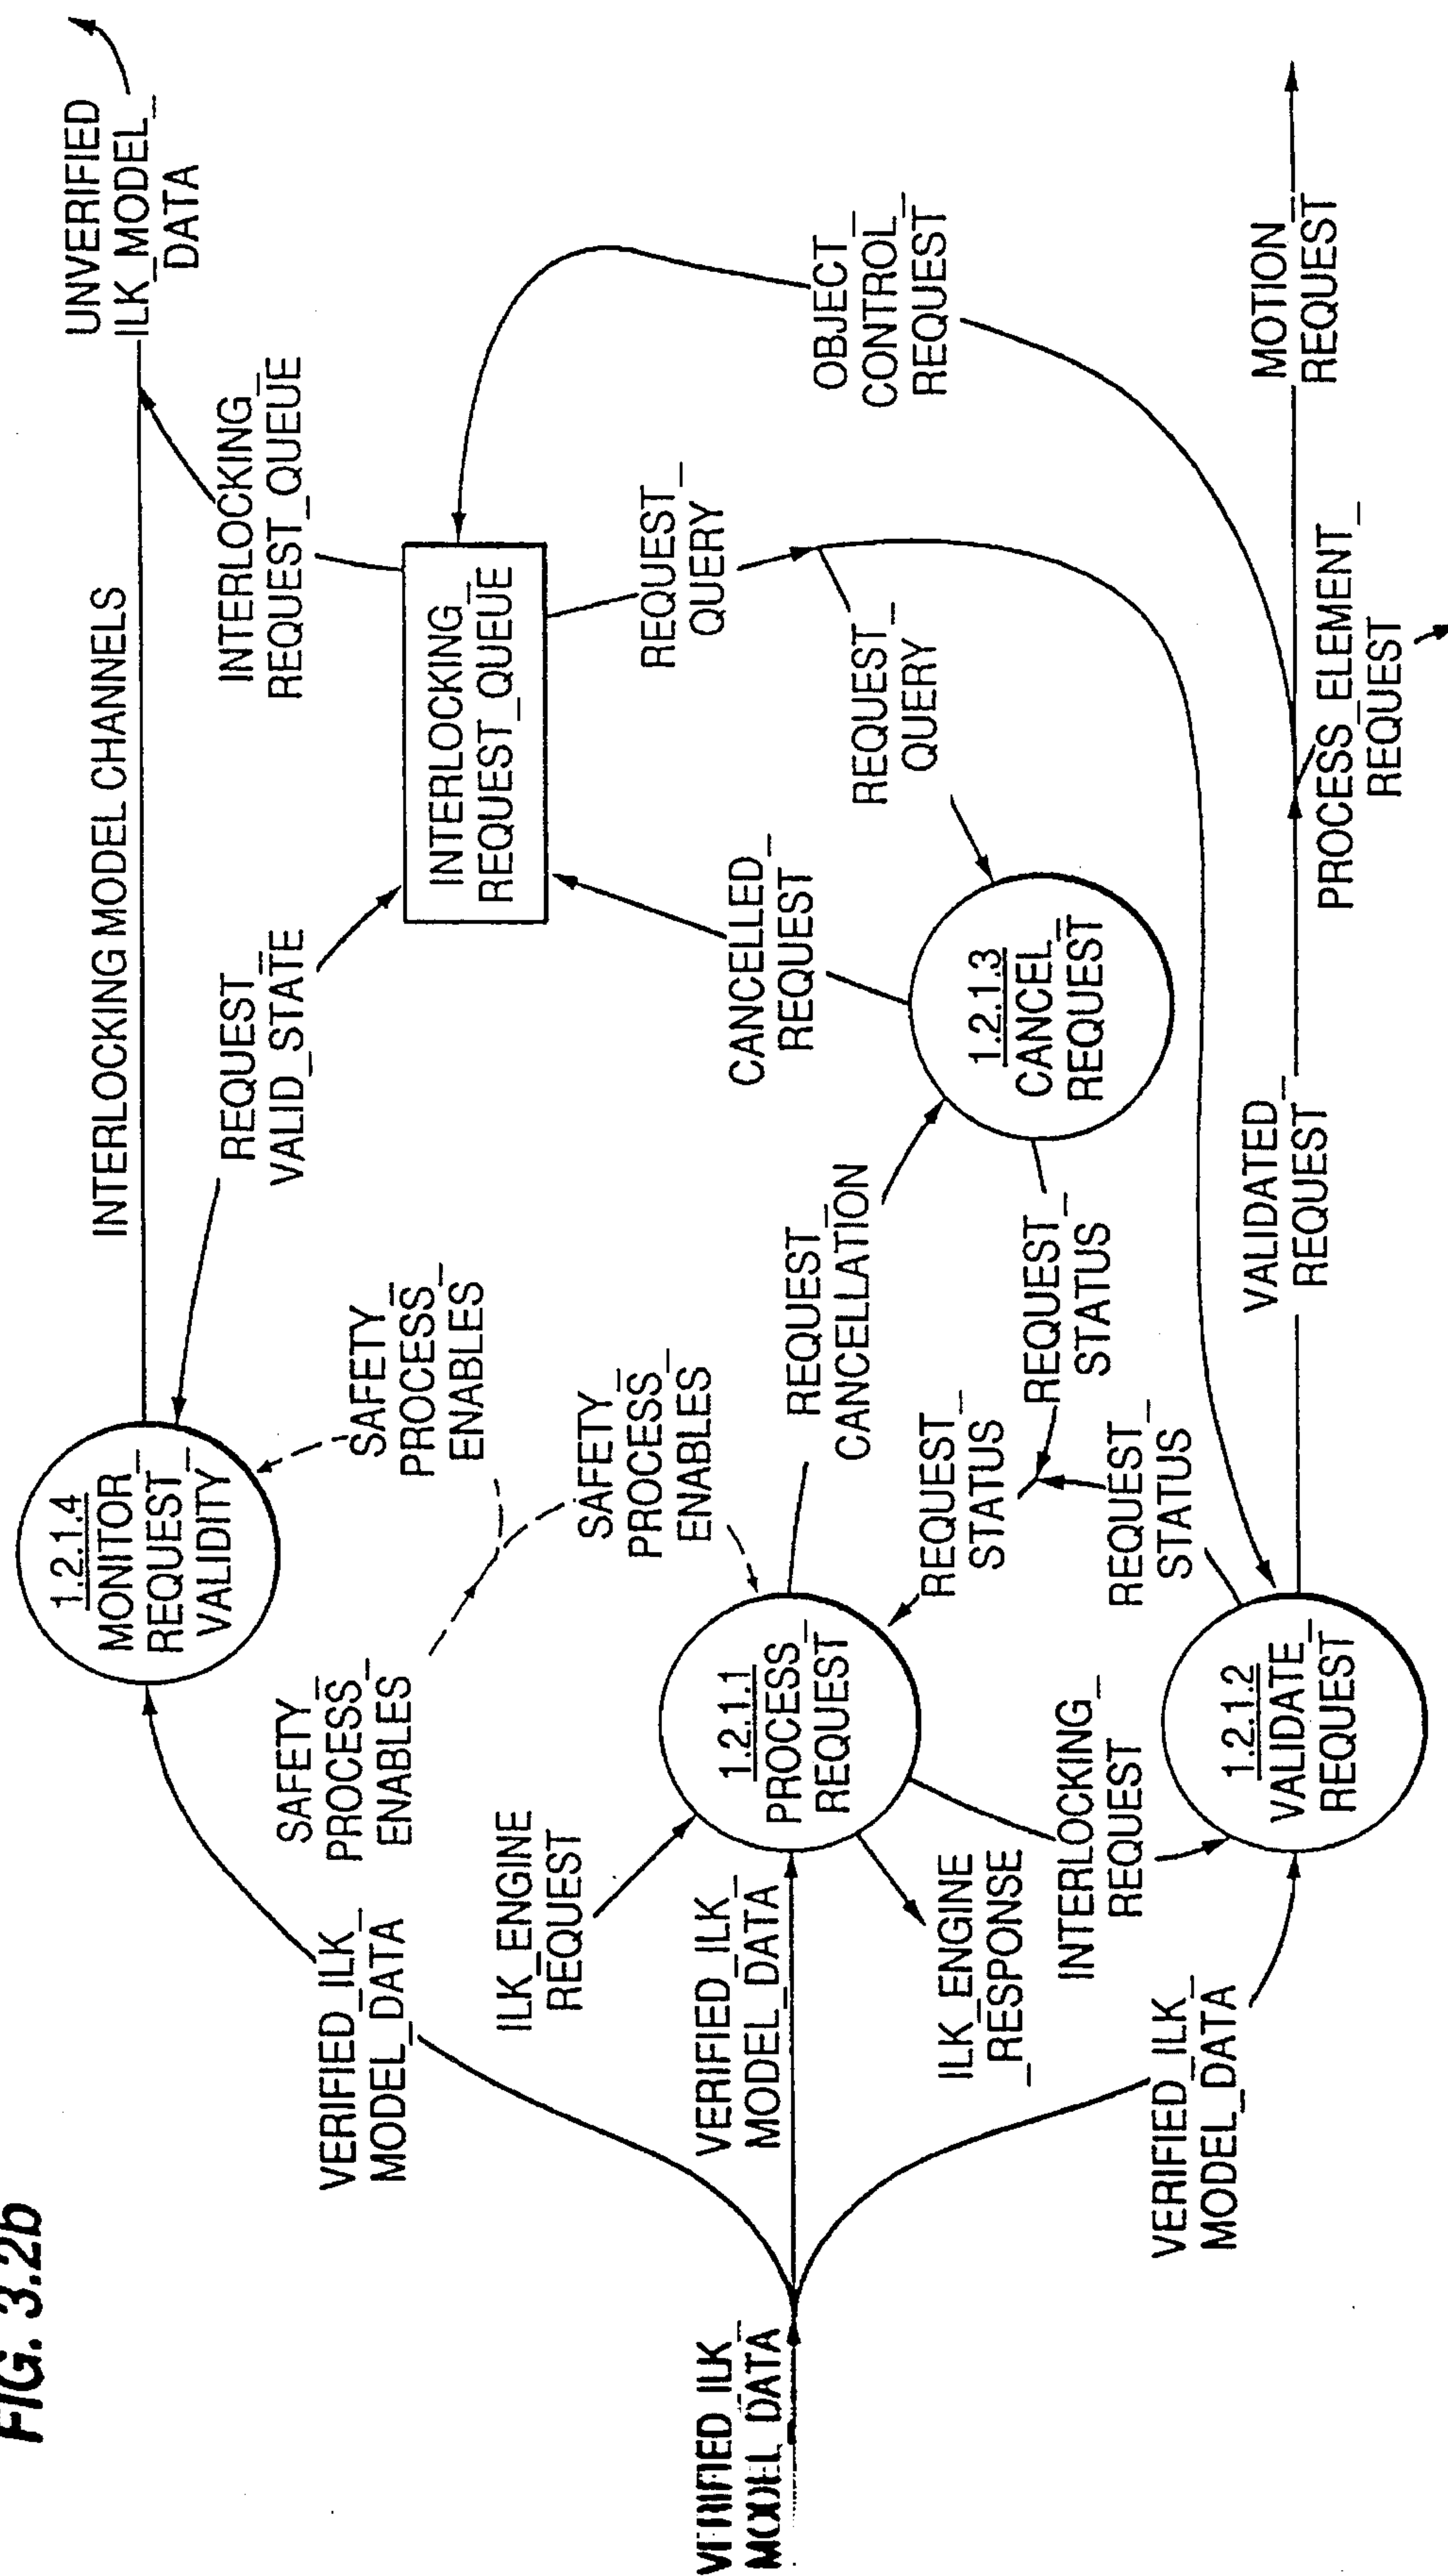 FIG. 3.2b
UNVERIFIED_
ILK_MODEL_
DATA
INTERLOCKING MODEL CHANNELS
INTERLOCKING_
REQUEST_QUEUE
REQUEST_
VALID_STATE
1.2.1.4
MONITOR_
REQUEST_
VALIDITY
SAFETY_
PROCESS_
ENABLES
SAFETY_
PROCESS_
ENABLES
SAFETY_
PROCESS_
ENABLES
VERIFIED_ILK_
MODEL_DATA
INTERLOCKING_
REQUEST_QUEUE
OBJECT_
CONTROL_
REQUEST
REQUEST_
QUERY
REQUEST_
QUERY
CANCELLED_
REQUEST
1.2.1.3
CANCEL_
REQUEST
REQUEST_
CANCELLATION
REQUEST_
STATUS
REQUEST_
STATUS
REQUEST_
STATUS
ILK_ENGINE_
REQUEST
1.2.1.1
PROCESS_
REQUEST
VERIFIED_ILK_
MODEL_DATA
VERIFIED_ILK_
MODEL_DATA
ILK_ENGINE
_RESPONSE
INTERLOCKING_
REQUEST
1.2.1.2
VALIDATE_
REQUEST
VERIFIED_ILK_
MODEL_DATA
VALIDATED_
REQUEST
MOTION_
REQUEST
PROCESS_ELEMENT_
REQUEST